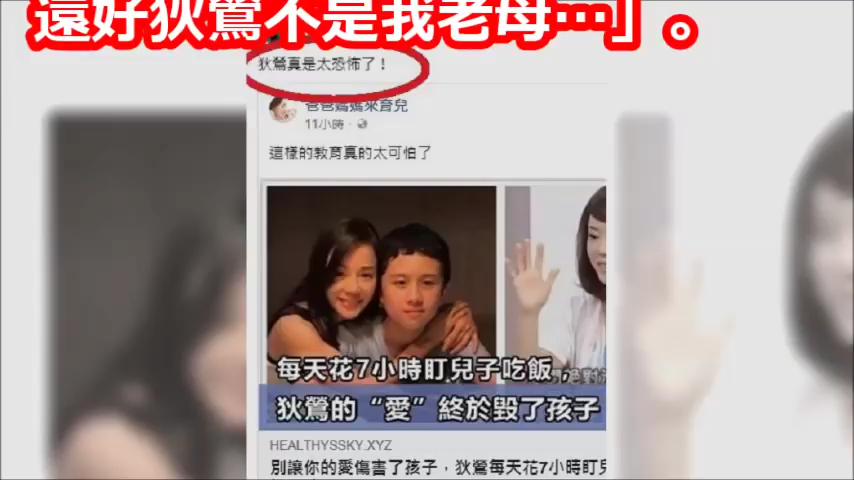 還好狄鶯不是我老母…」。
狄鶯真是太恐怖了！
爸爸媽媽來育兒
11小時
這樣的教育真的太可怕了
每天花7小時盯兒子吃飯，
狄鶯的“愛”終於毀了孩子
HEALTHYSSKY.XYZ
別讓你的愛傷害了孩子，狄鶯每天花7小時盯